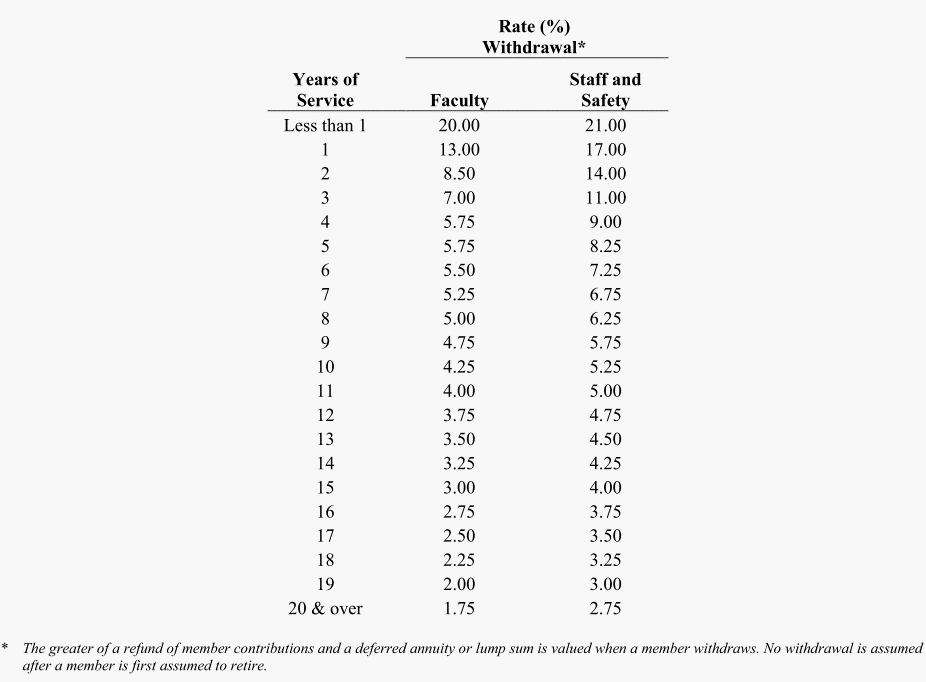 Rate (%)
Withdrawal*
Years of Service Faculty Staff and Safety
Less than 1 20.00 21.00
1 13.00 17.00
2 8.50 14.00
3 7.00 11.00
4 5.75 9.00
5 5.75 8.25
6 5.50 7.25
7 5.25 6.75
8 5.00 6.25
9 4.75 5.75
10 4.25 5.25
11 4.00 5.00
12 3.75 4.75
13 3.50 4.50
14 3.25 4.25
15 3.00 4.00
16 2.75 3.75
17 2.50 3.50
18 2.25 3.25
19 2.00 3.00
20 & over 1.75 2.75
* The greater of a refund of member contributions and a deferred annuity or lump sum is valued when a member withdraws. No withdrawal is assumed
after a member is first assumed to retire.